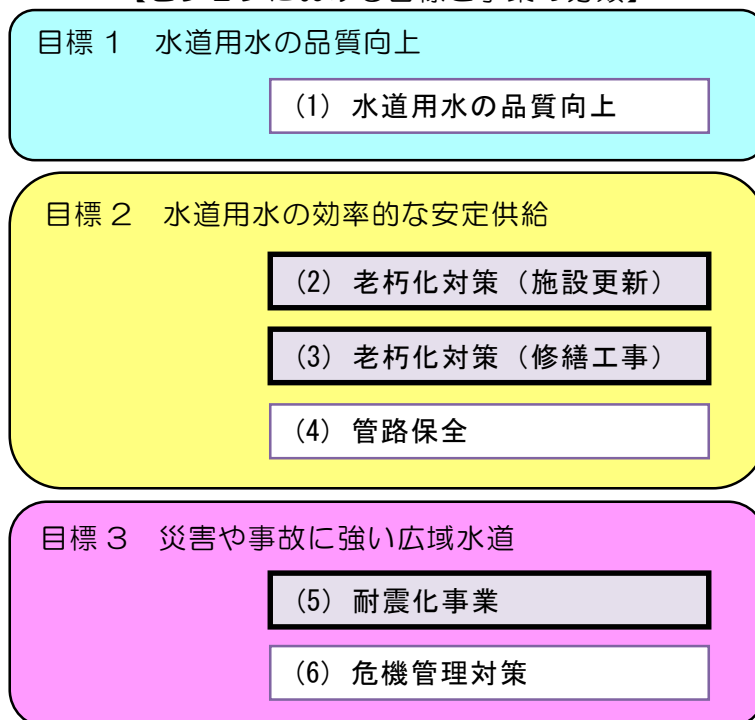 目標１　水道用水の品質向上
(1) 水道用水の品質向上
目標２　水道用水の効率的な安定供給
(2) 老朽化対策（施設更新）
(3) 老朽化対策（修繕工事）
(4) 管路保全
目標３　災害や事故に強い広域水道
(5) 耐震化事業
(6) 危機管理対策